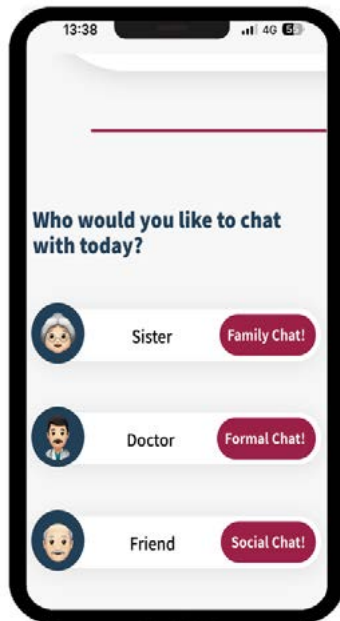 13:38 4G
Who would you like to chat
with today?
Sister Family Chat!
Doctor Formal Chat!
Friend Social Chat!